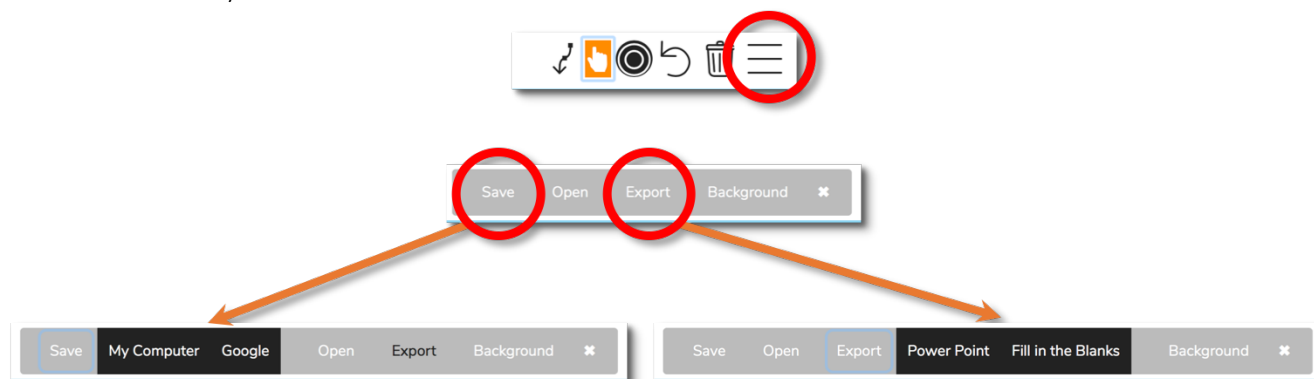 Save Open Export Background ✖
Save My Computer Google Open Export Background ✖
Save Open Export Power Point Fill in the Blanks Background ✖